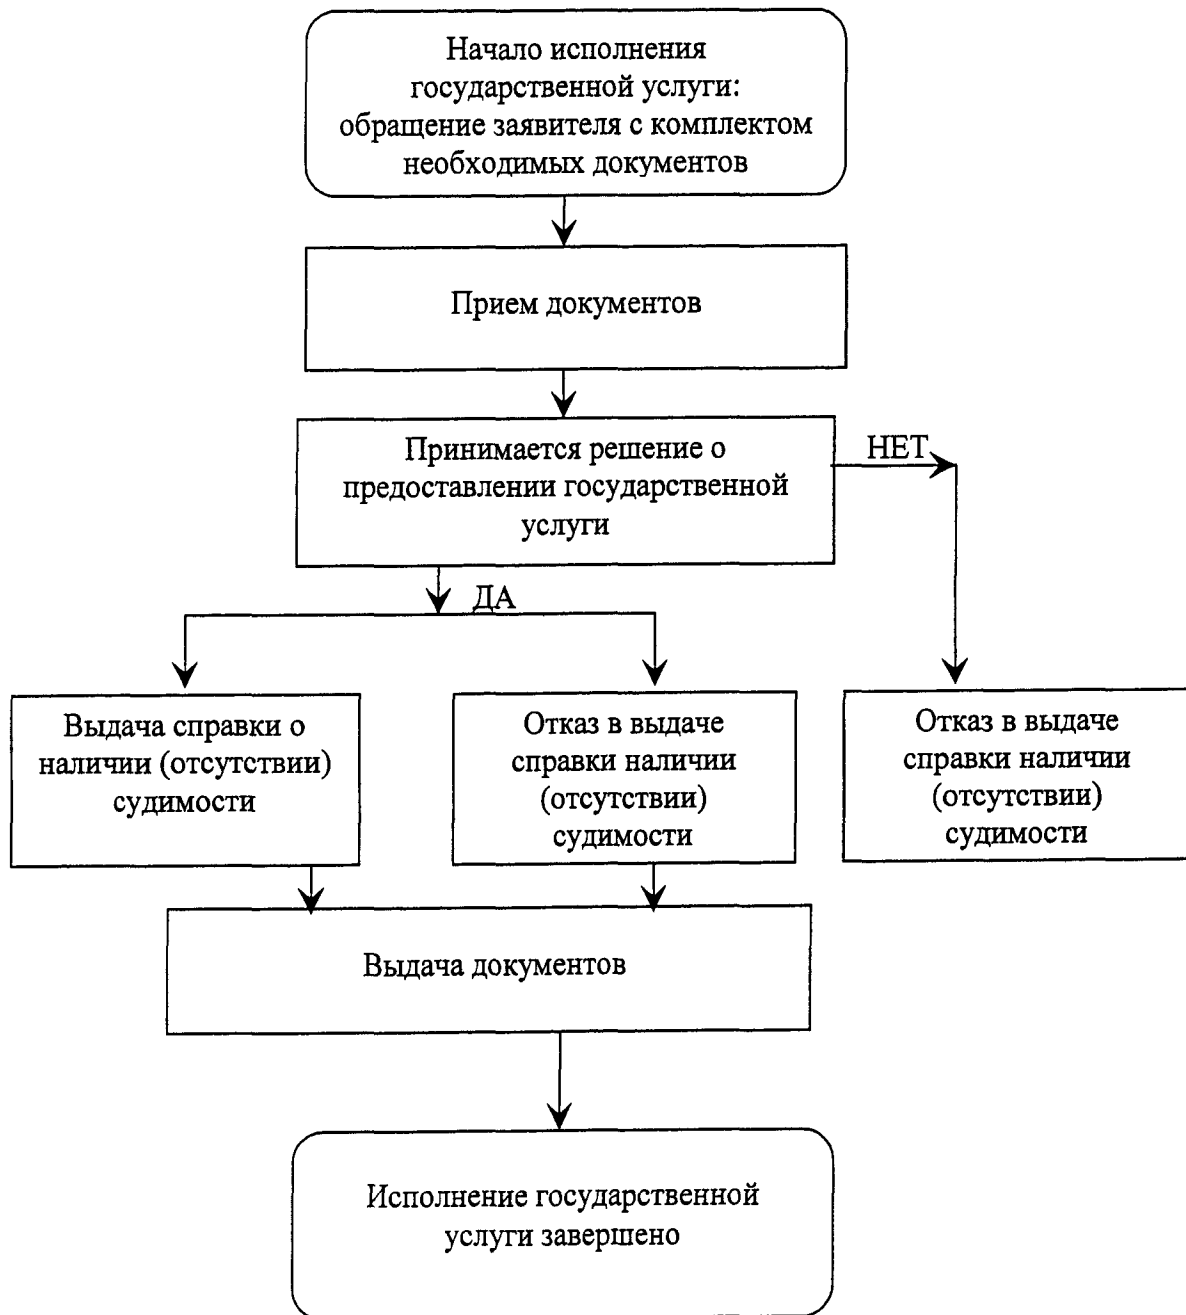 Начало исполнения
государственной услуги:
обращение заявителя с комплектом
необходимых документов
Прием документов
Принимается решение о
предоставлении государственной
услуги
НЕТ
ДА
Выдача справки о
наличии (отсутствии)
судимости
Отказ в выдаче
справки наличии
(отсутствии)
судимости
Отказ в выдаче
справки наличии
(отсутствии)
судимости
Выдача документов
Исполнение государственной
услуги завершено